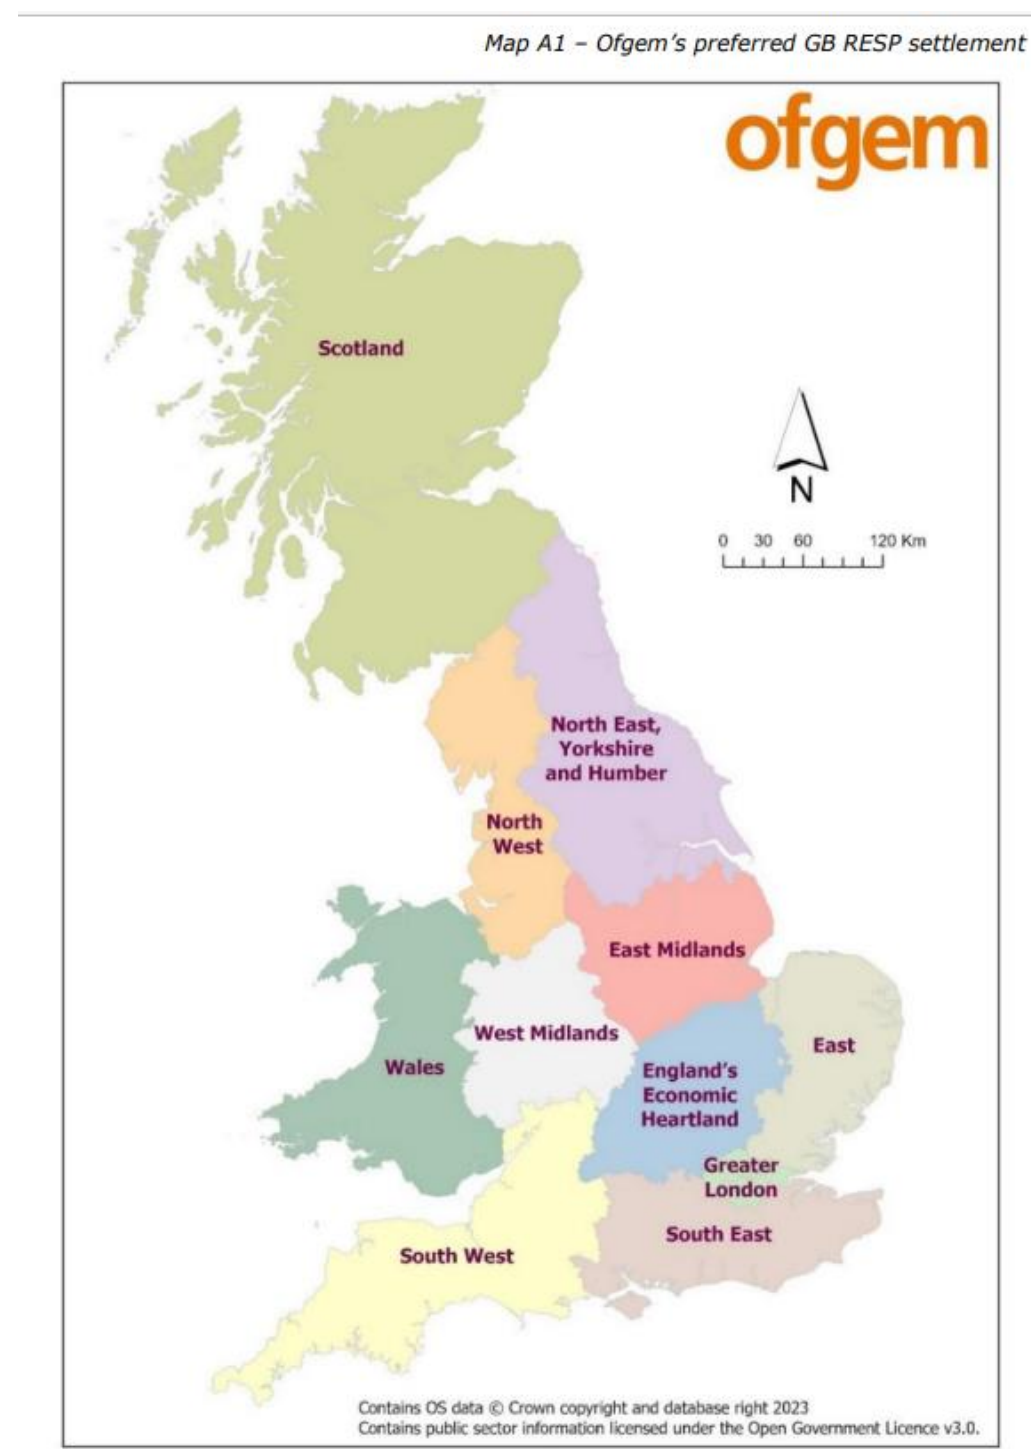 Map A1 – Ofgem's preferred GB RESP settlement
ofgem
Scotland
N
0 30 60 120 Km
North East,
Yorkshire
and Humber
North
West
East Midlands
West Midlands
East
Wales
England's
Economic
Heartland
Greater
London
South East
South West
Contains OS data © Crown copyright and database right 2023
Contains public sector information licensed under the Open Government Licence v3.0.